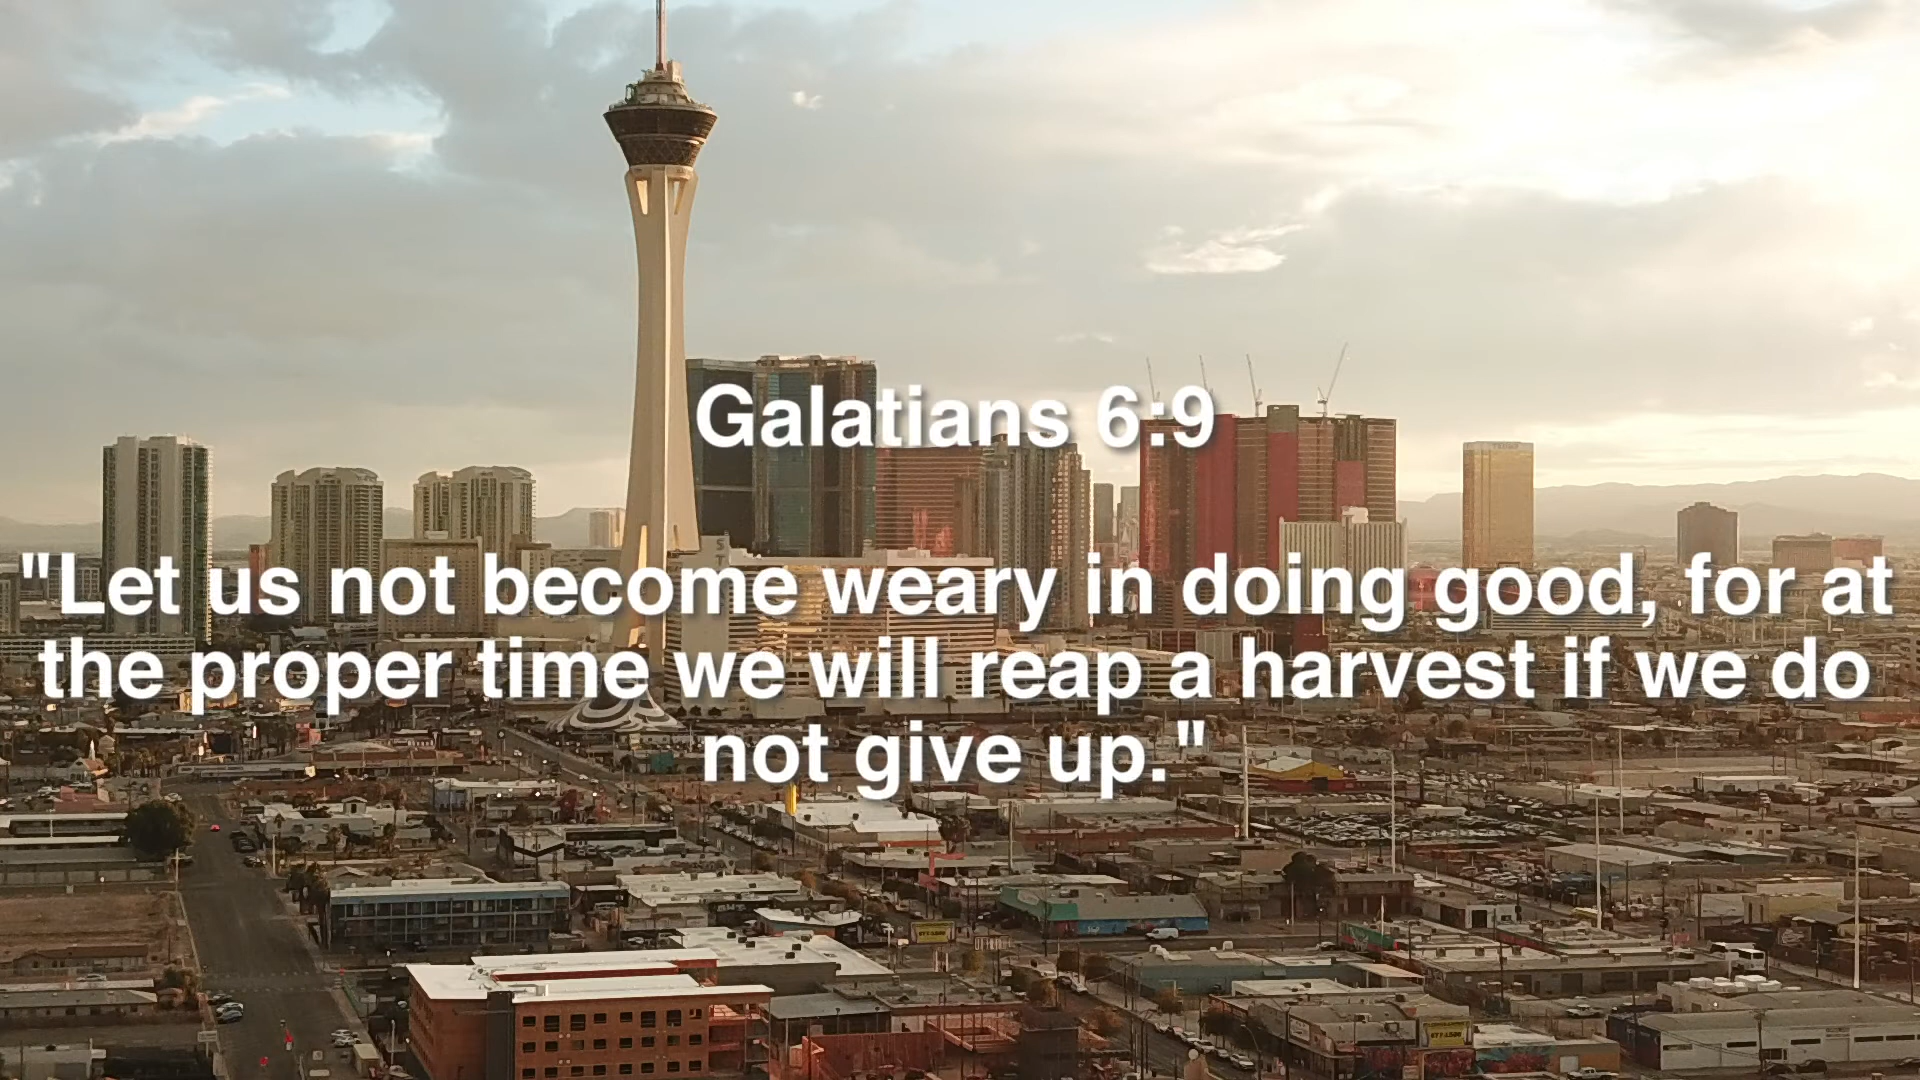 Galatians 6:9
"Let us not become weary in doing good, for at
the proper time we will reap a harvest if we do
not give up."